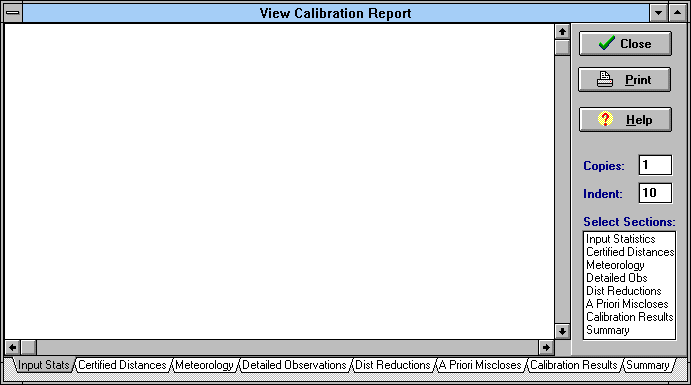 View Calibration Report
Close
Print
Help
Copies: 1
Indent: 10
Select Sections:
Input Statistics
Certified Distances
Meteorology
Detailed Obs
Dist Reductions
A Priori Miscloses
Calibration Results
Summary
Input Stats Certified Distances Meteorology Detailed Observations Dist Reductions A Priori Miscloses Calibration Results Summary